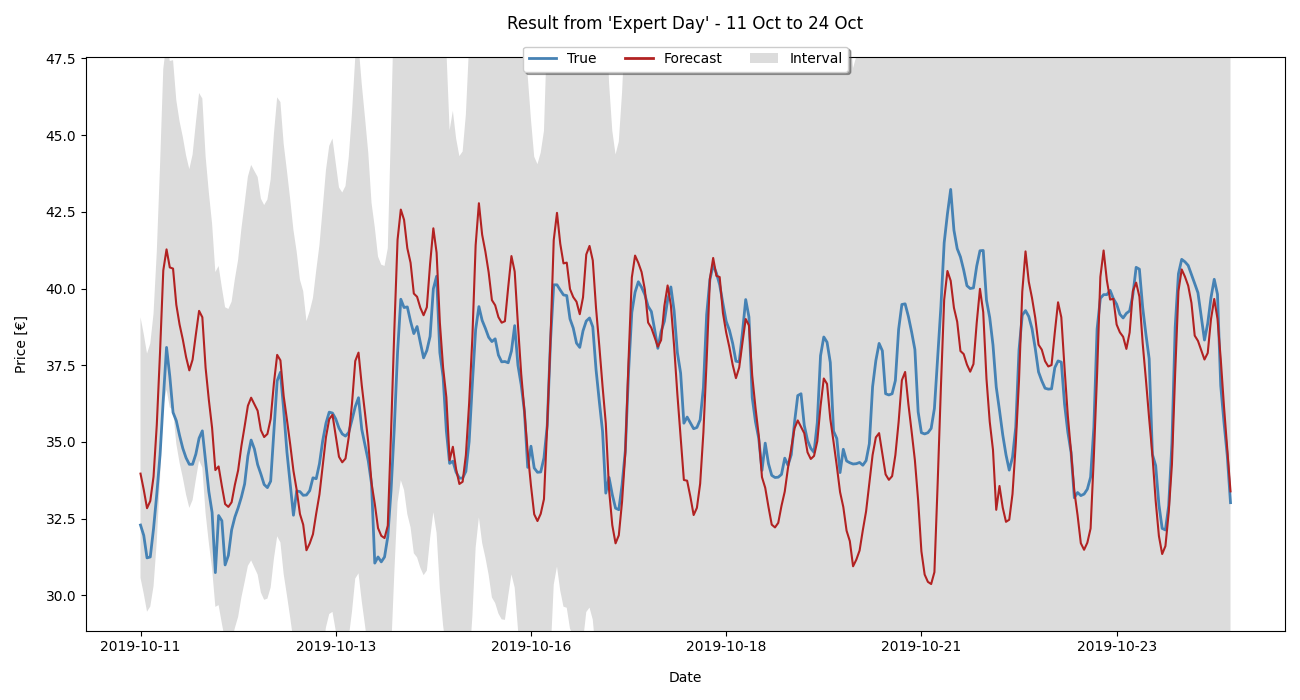 Result from 'Expert Day' - 11 Oct to 24 Oct
True Forecast Interval
47.5
45.0
42.5
40.0
37.5
35.0
32.5
30.0
Price [€]
2019-10-11 2019-10-13 2019-10-16 2019-10-18 2019-10-21 2019-10-23
Date